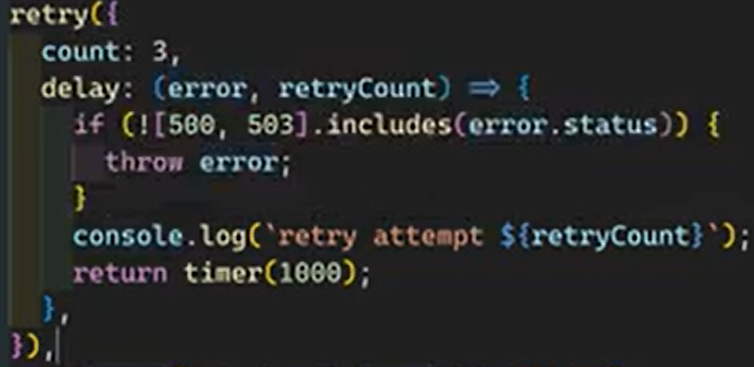 retry({
  count: 3,
  delay: (error, retryCount) => {
    if (![500, 503].includes(error.status)) {
      throw error;
    }
    console.log(`retry attempt ${retryCount}`);
    return timer(1000);
  },
}),